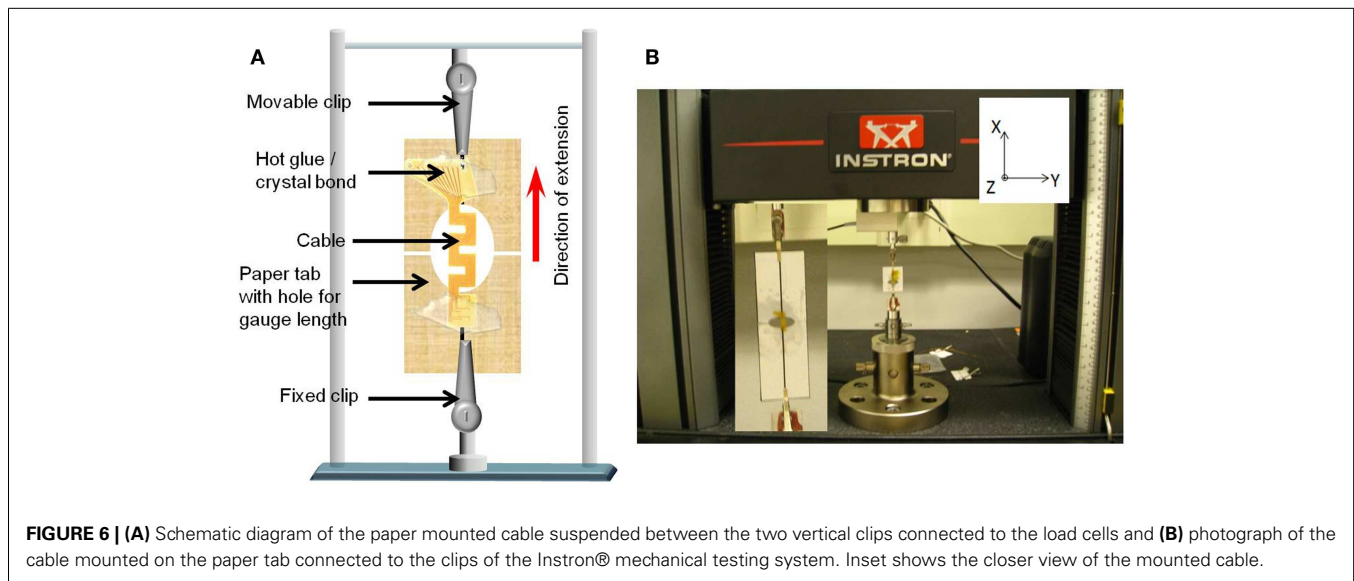 A
Movable clip
Hot glue /
crystal bond
Cable
Paper tab
with hole for
gauge length
Fixed clip
Direction of extension
B
INSTRON®
X
Z
Y
FIGURE 6 | (A) Schematic diagram of the paper mounted cable suspended between the two vertical clips connected to the load cells and (B) photograph of the
cable mounted on the paper tab connected to the clips of the Instron® mechanical testing system. Inset shows the closer view of the mounted cable.